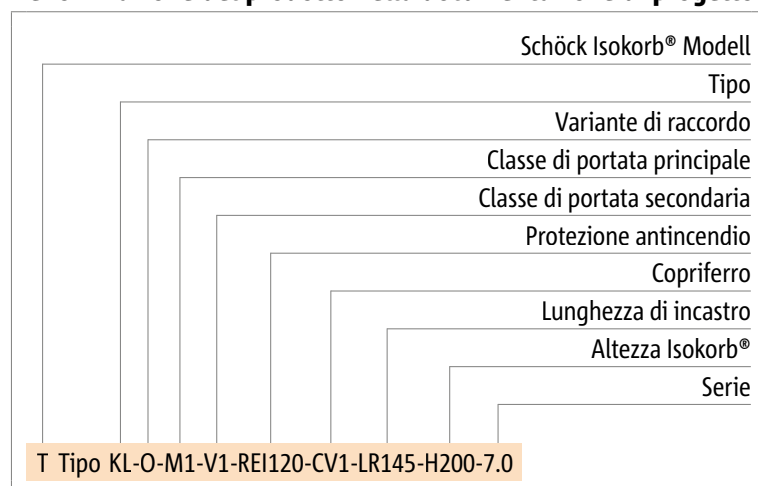 Schöck Isokorb® Modell
Tipo
Variante di raccordo
Classe di portata principale
Classe di portata secondaria
Protezione antincendio
Copriferro
Lunghezza di incastro
Altezza Isokorb®
Serie
T Tipo KL-O-M1-V1-REI120-CV1-LR145-H200-7.0